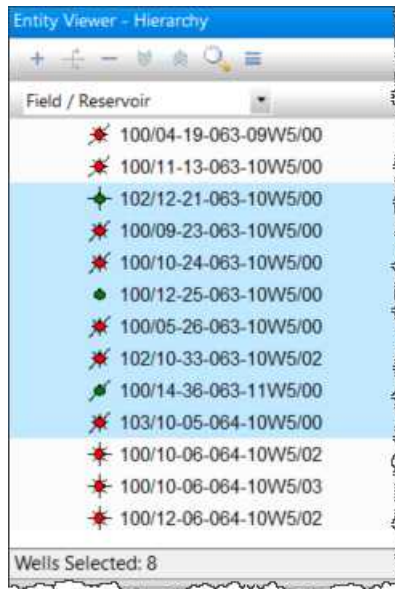 Entity Viewer - Hierarchy
Field / Reservoir
100/04-19-063-09W5/00
100/11-13-063-10W5/00
102/12-21-063-10W5/00
100/09-23-063-10W5/00
100/10-24-063-10W5/00
100/12-25-063-10W5/00
100/05-26-063-10W5/00
102/10-33-063-10W5/02
100/14-36-063-11W5/00
103/10-05-064-10W5/00
100/10-06-064-10W5/02
100/10-06-064-10W5/03
100/12-06-064-10W5/02
Wells Selected: 8